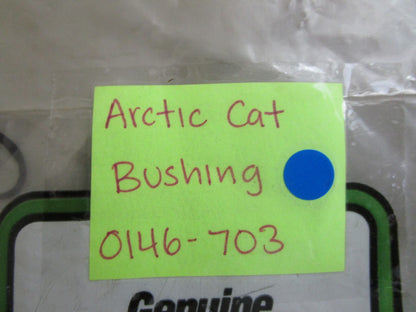 Arctic Cat
Bushing
0146-703
Genuine